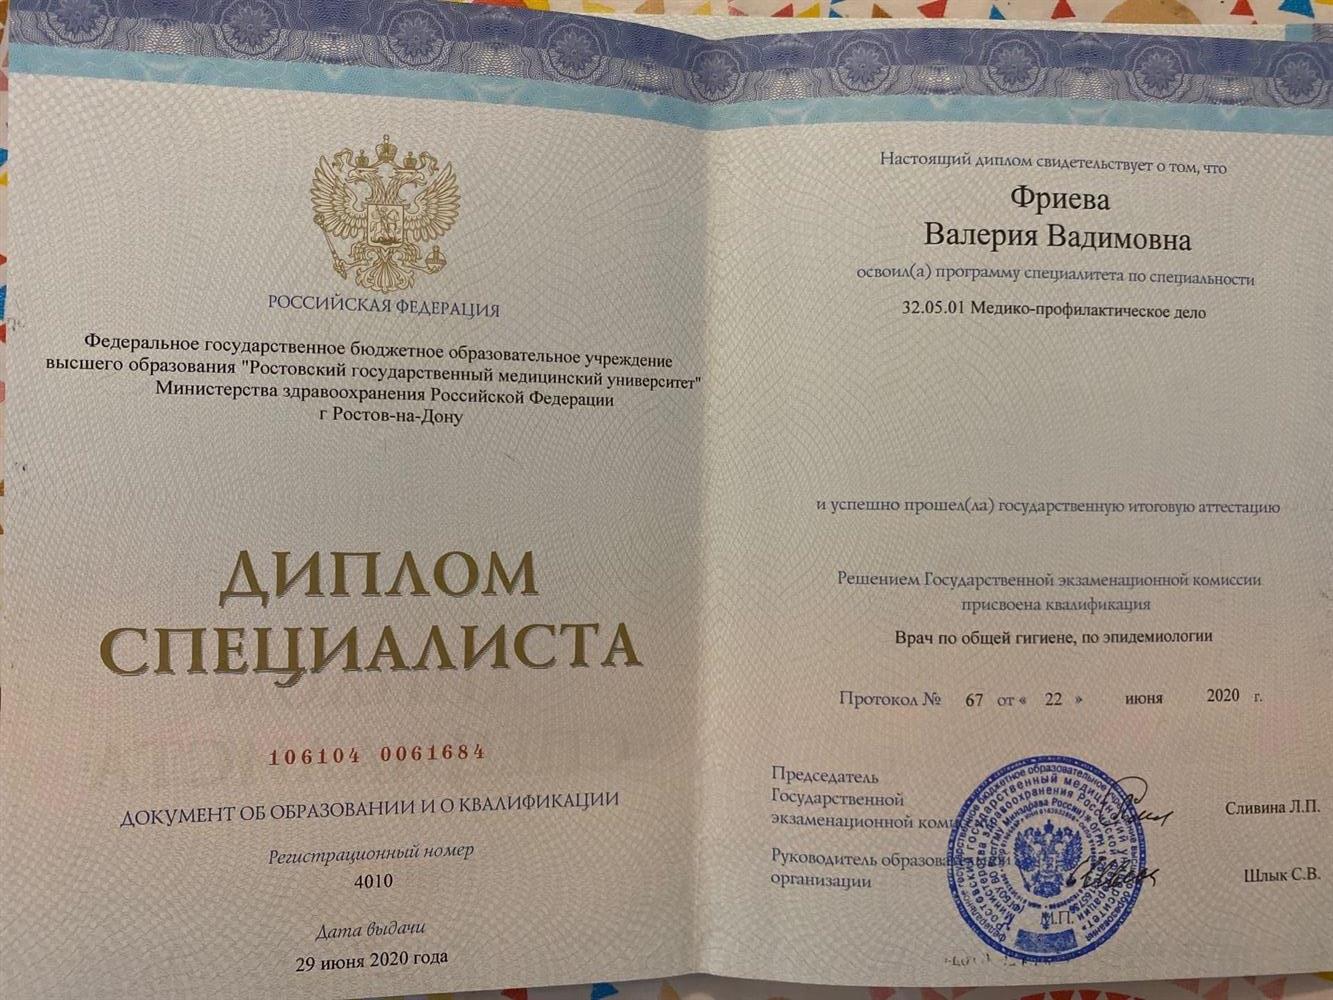 РОССИЙСКАЯ ФЕДЕРАЦИЯ
Федеральное государственное бюджетное образовательное учреждение
высшего образования "Ростовский государственный медицинский университет"
Министерства здравоохранения Российской Федерации
г Ростов-на-Дону
ДИПЛОМ
СПЕЦИАЛИСТА
106104 0061684
ДОКУМЕНТ ОБ ОБРАЗОВАНИИ И О КВАЛИФИКАЦИИ
Регистрационный номер
4010
Дата выдачи
29 июня 2020 года
Настоящий диплом свидетельствует о том, что
Фриева
Валерия Вадимовна
освоил(а) программу специалитета по специальности
32.05.01 Медико-профилактическое дело
и успешно прошел(ла) государственную итоговую аттестацию
Решением Государственной экзаменационной комиссии
присвоена квалификация
Врач по общей гигиене, по эпидемиологии
Протокол № 67 от « 22 » июня 2020 г.
Председатель
Государственной
экзаменационной
Сливина Л.П.
Руководитель образовательной
организации
Шлык С.В.
М.П.